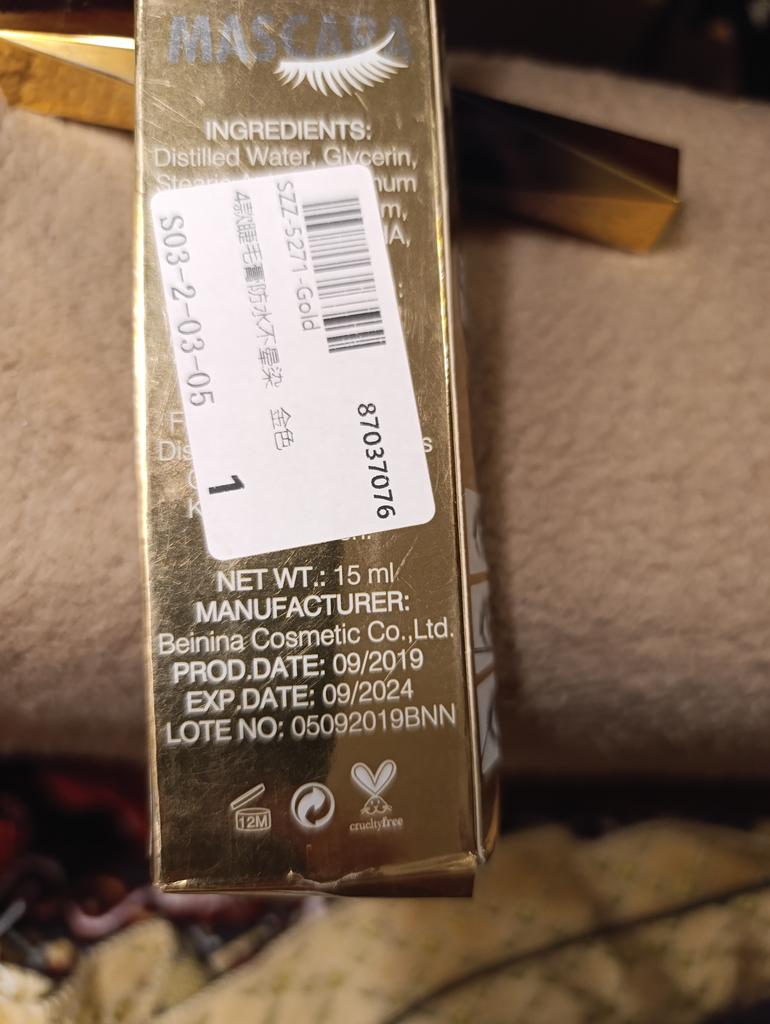 MASCARA
INGREDIENTS:
Distilled Water, Glycerin,
SZZ-5271-Gold
4款睫毛膏防水不晕染 金色
S03-2-03-05
87037076
1
NET WT.: 15 ml
MANUFACTURER:
Beinina Cosmetic Co.,Ltd.
PROD.DATE: 09/2019
EXP.DATE: 09/2024
LOTE NO: 05092019BNN
12M
crueltyfree